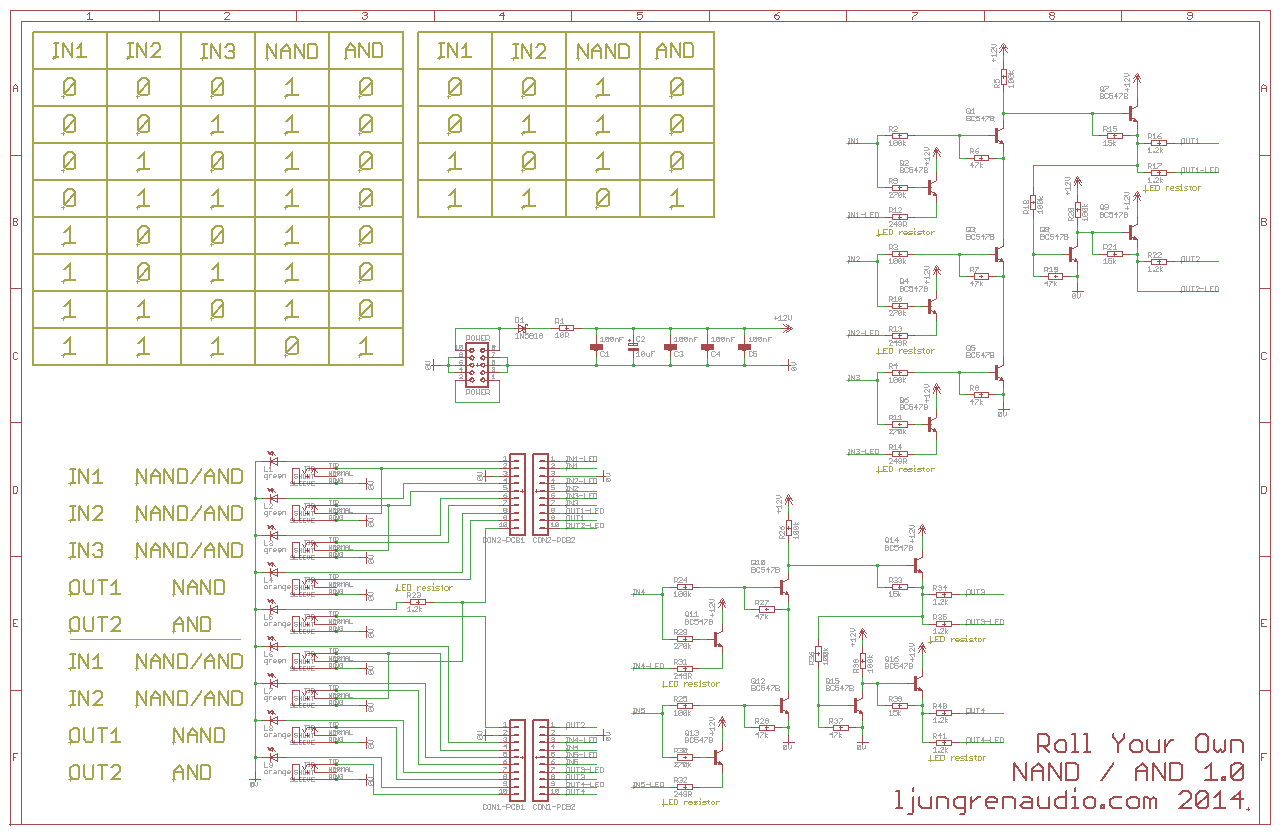 1 2 3 4 5 6 7 8 9
A
B
C
D
E
F
A
B
C
D
E
F
IN1 IN2 IN3 NAND AND
0 0 0 1 0
0 0 1 1 0
0 1 0 1 0
0 1 1 1 0
1 0 0 1 0
1 0 1 1 0
1 1 0 1 0
1 1 1 0 1
IN1 IN2 NAND AND
0 0 1 0
0 1 1 0
1 0 1 0
1 1 0 1
+12V
R5
100k
Q1
BC547B
IN1
R2
100k
R6
47k
+12V
R9
270k
IN1-LED
R12
249R
LED resistor
IN2
R3
100k
R7
47k
Q4
BC547B
+12V
R10
270k
IN2-LED
R13
249R
LED resistor
IN3
R4
100k
Q5
BC547B
R8
47k
0V
Q6
BC547B
+12V
R11
270k
IN3-LED
R14
249R
LED resistor
BC547B
+12V
R15
15k
R16
1.2k
OUT1
R17
1.2k
OUT1-LED
LED resistor
R18
100k
R20
100k
+12V
Q9
BC547B
+12V
R21
R22
1.2k
OUT2
OUT2-LED
R19
47k
0V
POWER
POWER
0V
D1
1N5818
R1
10R
100nF
C1
C2
10uF
100nF
C3
100nF
C4
100nF
+12V
0V
IN1 NAND/AND
IN2 NAND/AND
IN3 NAND/AND
OUT1 NAND
OUT2 AND
IN1 NAND/AND
IN2 NAND/AND
OUT1 NAND
OUT2 AND
L1
green
L2
green
L3
green
L4
orange
orange
L6
green
L7
green
L8
orange
L9
orange
LED resistor
R23
1.2k
CON2-PCB1 CON2-PCB2
IN1-LED
IN1
IN2-LED
IN2
IN3-LED
IN3
OUT1-LED
OUT1
OUT2-LED
CON1-PCB1 CON1-PCB2
OUT2
IN4-LED
IN4
IN5-LED
IN5
OUT3-LED
OUT3
OUT4-LED
OUT4
+12V
R26
100k
Q10
BC547B
IN4
R24
100k
R27
47k
Q11
BC547B
+12V
270k
IN4-LED
R31
249R
LED resistor
IN5
R25
100k
Q12
BC547B
R28
47k
0V
Q13
BC547B
+12V
R30
270k
IN5-LED
R32
249R
LED resistor
Q14
BC547B
+12V
R33
R34
1.2k
OUT3
R35
1.2k
OUT3-LED
LED resistor
100k
100k
+12V
Q15
BC547B
R37
47k
0V
Q16
BC547B
+12V
15k
R40
1.2k
OUT4
R41
1.2k
OUT4-LED
LED resistor
Roll Your Own
NAND / AND 1.0
ljungrenaudio.com 2014